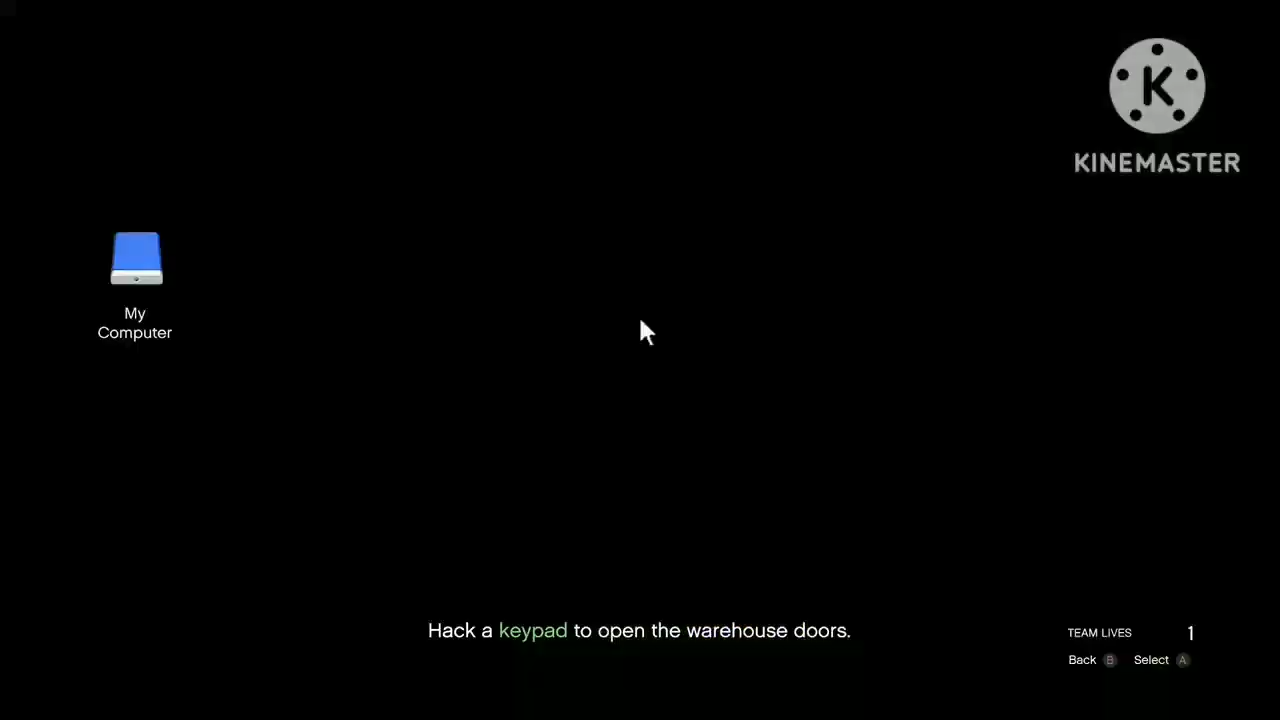 K
KINEMASTER
My
Computer
Hack a keypad to open the warehouse doors.
TEAM LIVES 1
Back B Select A